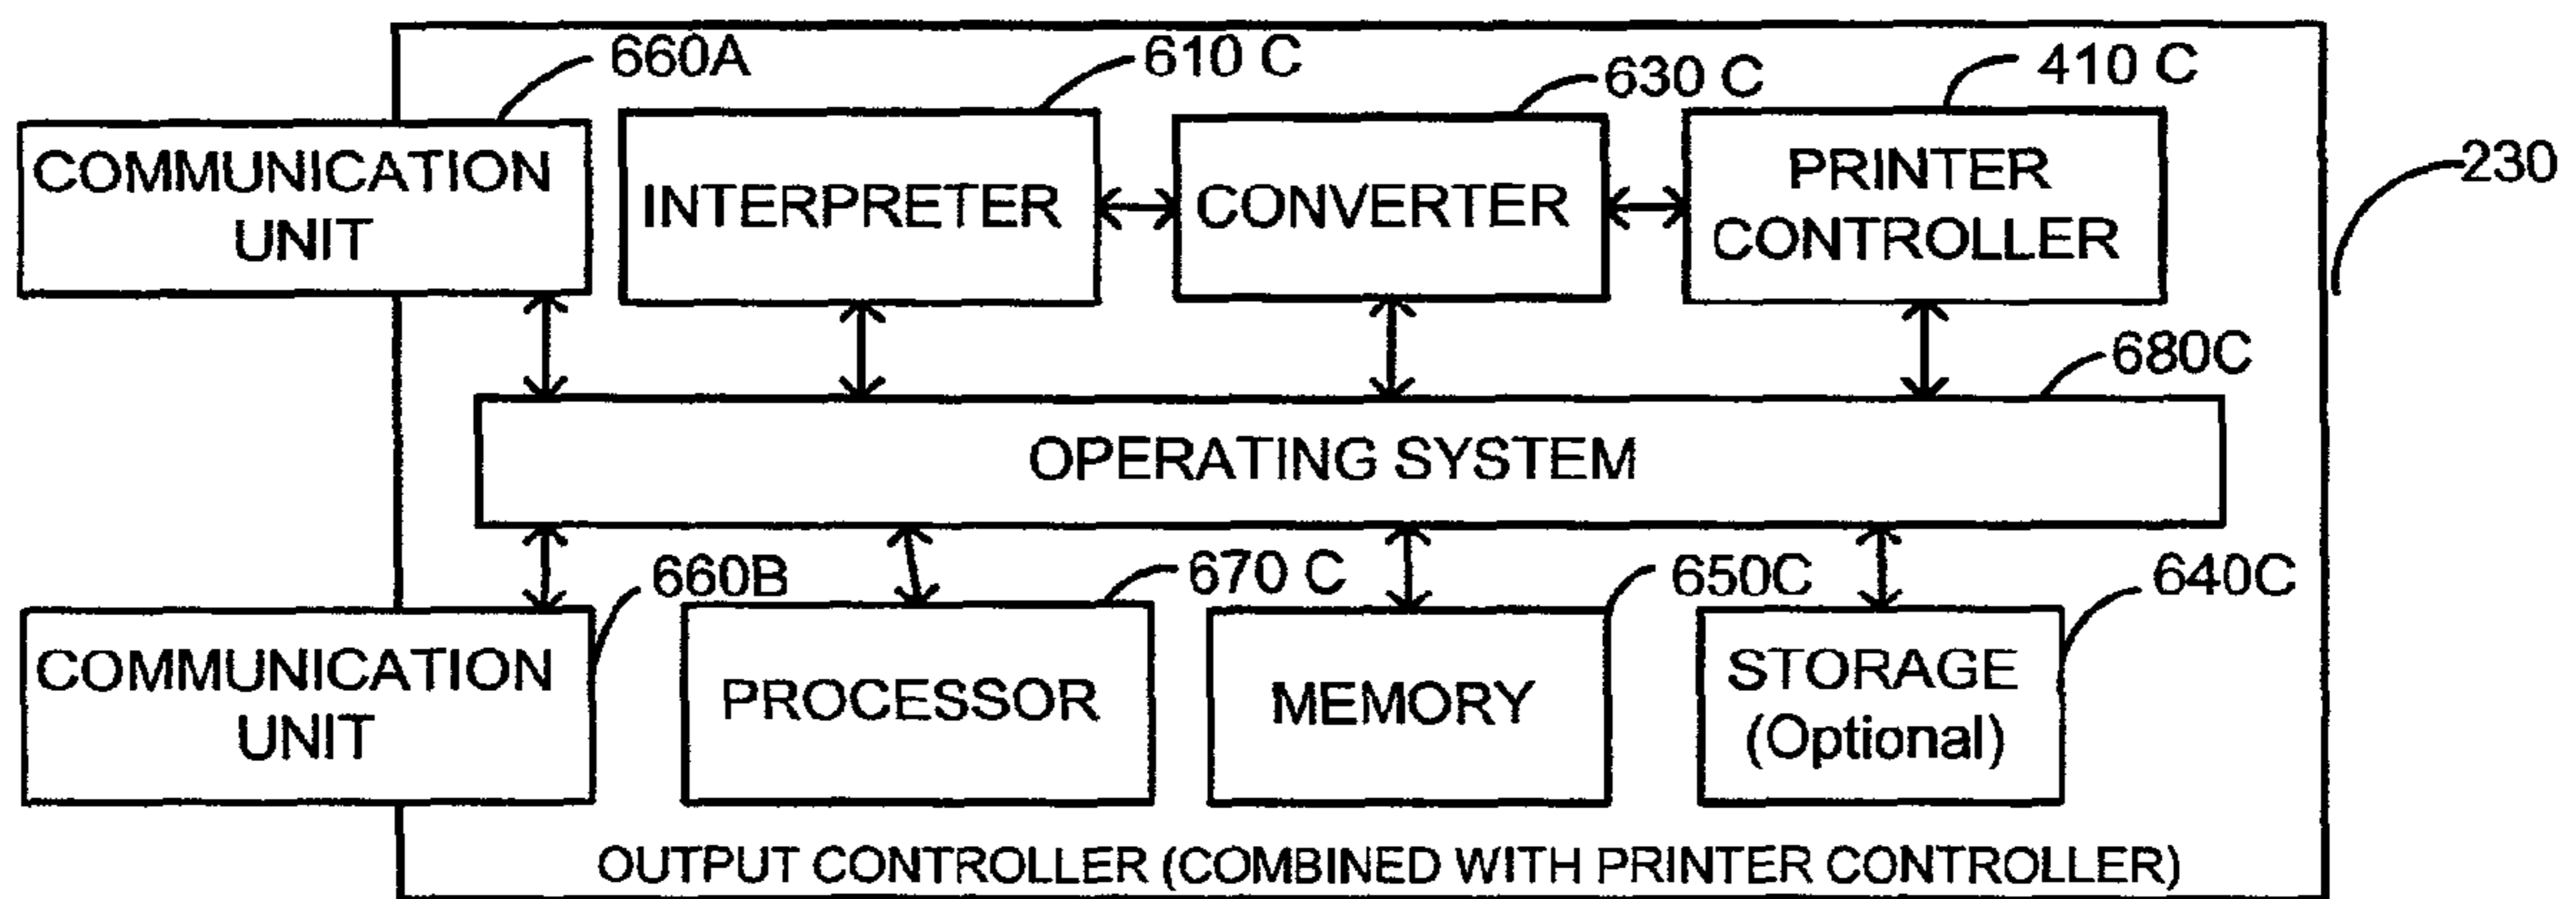 660A
610 C
630 C
410 C
230
COMMUNICATION
UNIT
INTERPRETER
CONVERTER
PRINTER
CONTROLLER
680C
OPERATING SYSTEM
660B
670 C
650C
640C
COMMUNICATION
UNIT
PROCESSOR
MEMORY
STORAGE
(Optional)
OUTPUT CONTROLLER (COMBINED WITH PRINTER CONTROLLER)